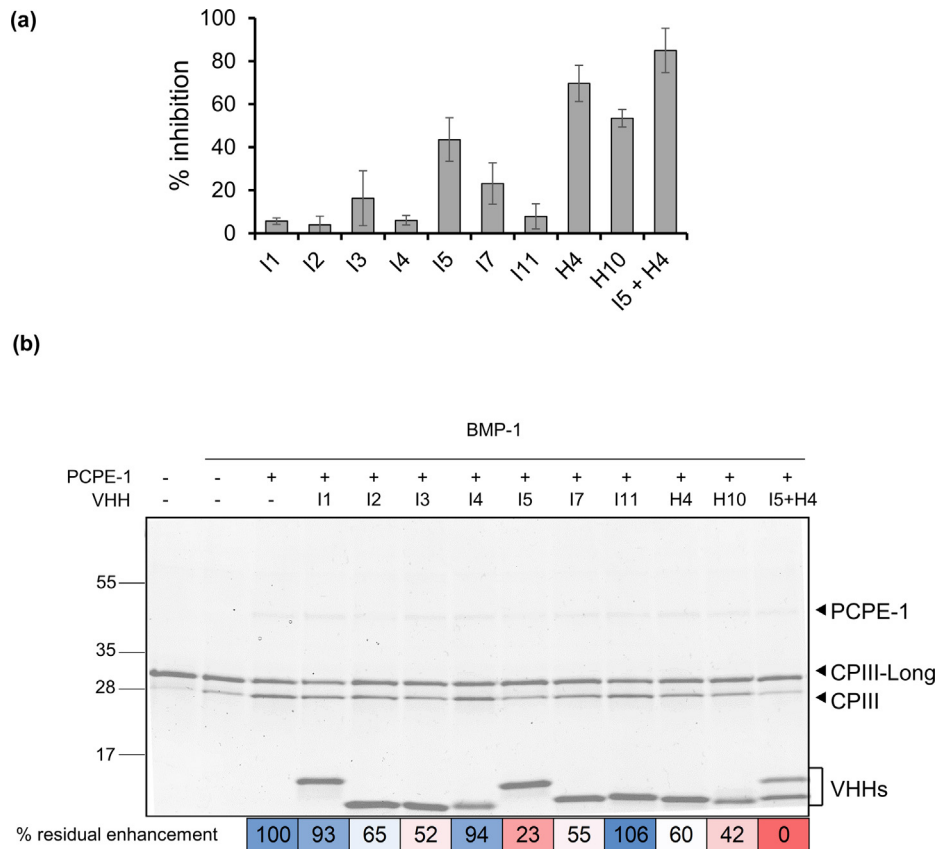 (a)
100
80
60
40
20
0
% inhibition
I1 I2 I3 I4 I5 I7 I11 H4 H10 I5 + H4
(b)
BMP-1
PCPE-1 - - + + + + + + + + + + +
VHH - - - I1 I2 I3 I4 I5 I7 I11 H4 H10 I5+H4
55
PCPE-1
35
CPIII-Long
28
CPIII
17
VHHs
% residual enhancement 100 93 65 52 94 23 55 106 60 42 0